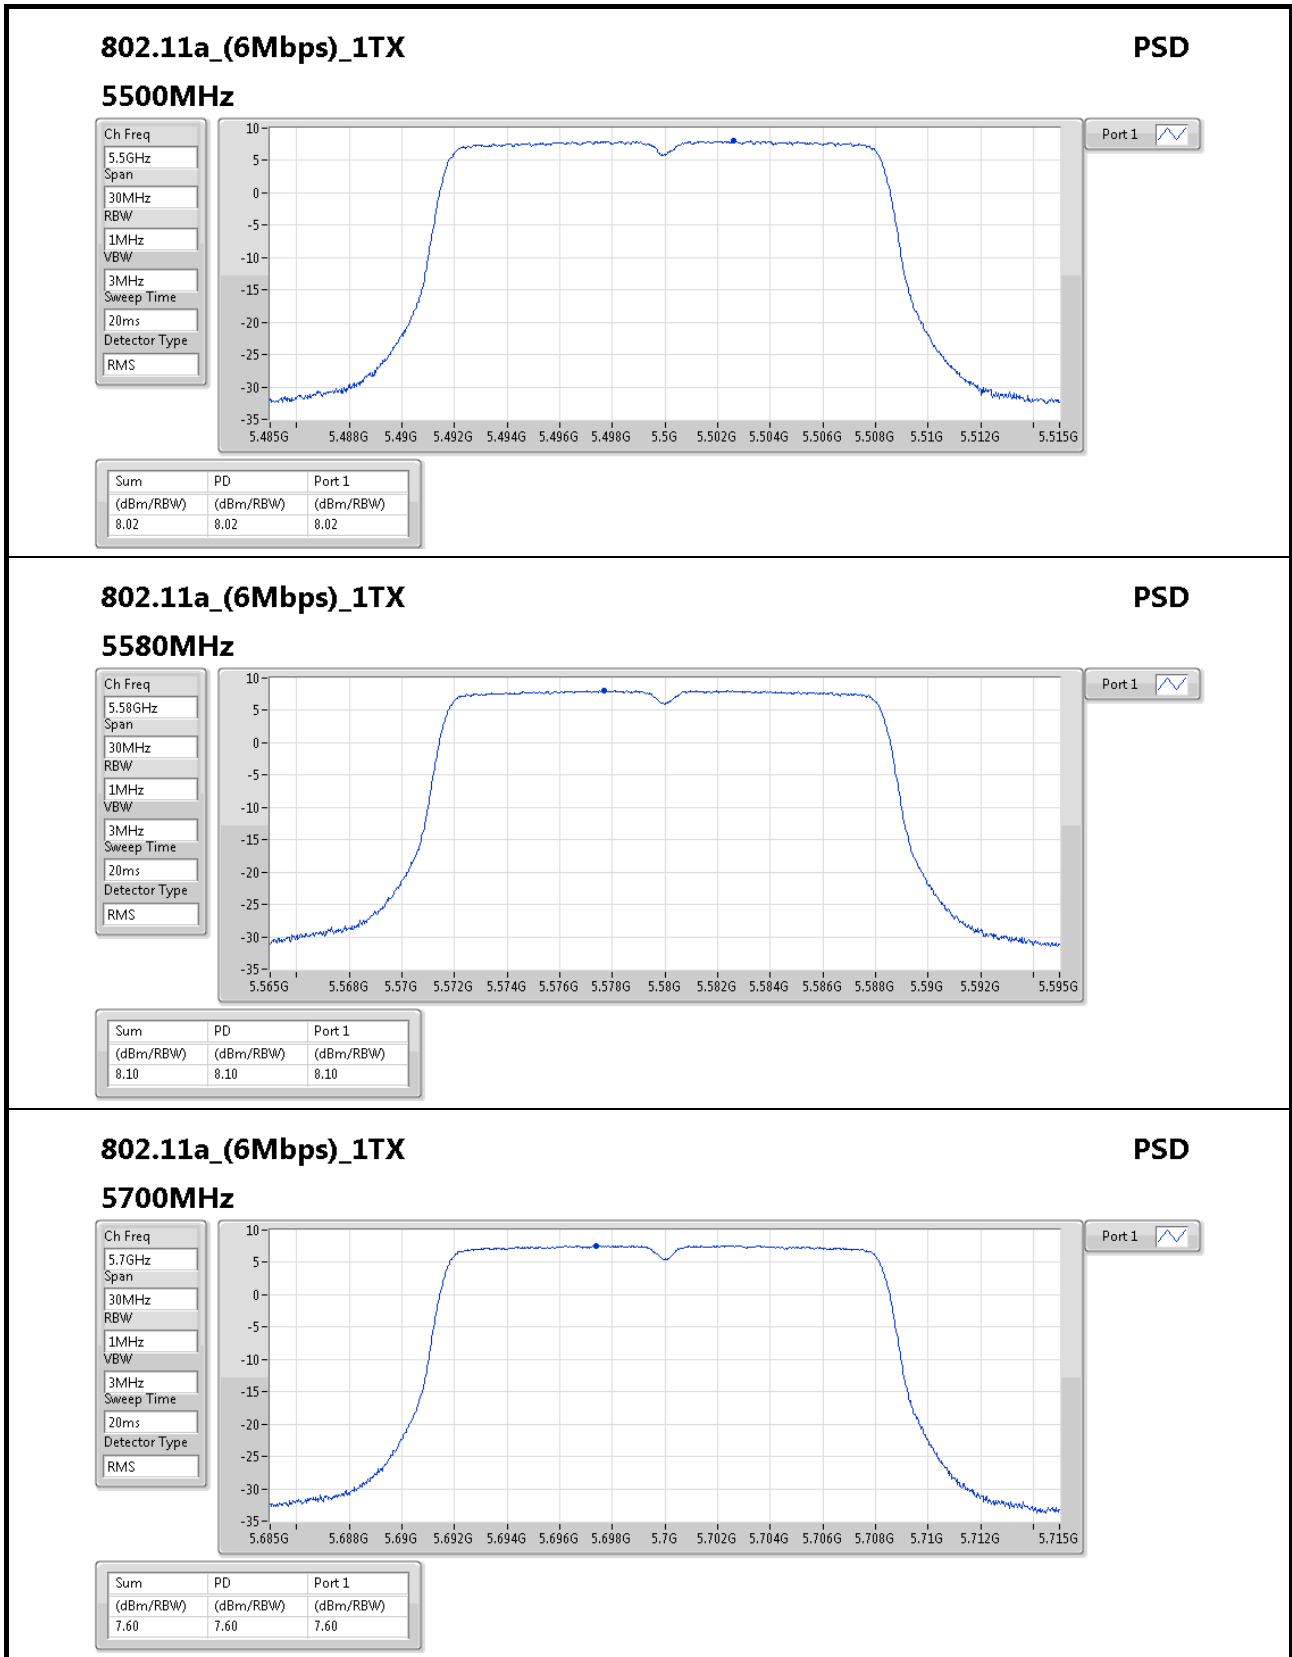 802.11a_(6Mbps)_1TX PSD
5500MHz
Ch Freq
5.5GHz
Span
30MHz
RBW
1MHz
VBW
3MHz
Sweep Time
20ms
Detector Type
RMS
10
5
0
-5
-10
-15
-20
-25
-30
-35
5.485G 5.488G 5.49G 5.492G 5.494G 5.496G 5.498G 5.5G 5.502G 5.504G 5.506G 5.508G 5.51G 5.512G 5.515G
Port 1
Sum PD Port 1
(dBm/RBW) (dBm/RBW) (dBm/RBW)
8.02 8.02 8.02
802.11a_(6Mbps)_1TX PSD
5580MHz
Ch Freq
5.58GHz
Span
30MHz
RBW
1MHz
VBW
3MHz
Sweep Time
20ms
Detector Type
RMS
10
5
0
-5
-10
-15
-20
-25
-30
-35
5.565G 5.568G 5.57G 5.572G 5.574G 5.576G 5.578G 5.58G 5.582G 5.584G 5.586G 5.588G 5.59G 5.592G 5.595G
Port 1
Sum PD Port 1
(dBm/RBW) (dBm/RBW) (dBm/RBW)
8.10 8.10 8.10
802.11a_(6Mbps)_1TX PSD
5700MHz
Ch Freq
5.7GHz
Span
30MHz
RBW
1MHz
VBW
3MHz
Sweep Time
20ms
Detector Type
RMS
10
5
0
-5
-10
-15
-20
-25
-30
-35
5.685G 5.688G 5.69G 5.692G 5.694G 5.696G 5.698G 5.7G 5.702G 5.704G 5.706G 5.708G 5.71G 5.712G 5.715G
Port 1
Sum PD Port 1
(dBm/RBW) (dBm/RBW) (dBm/RBW)
7.60 7.60 7.60